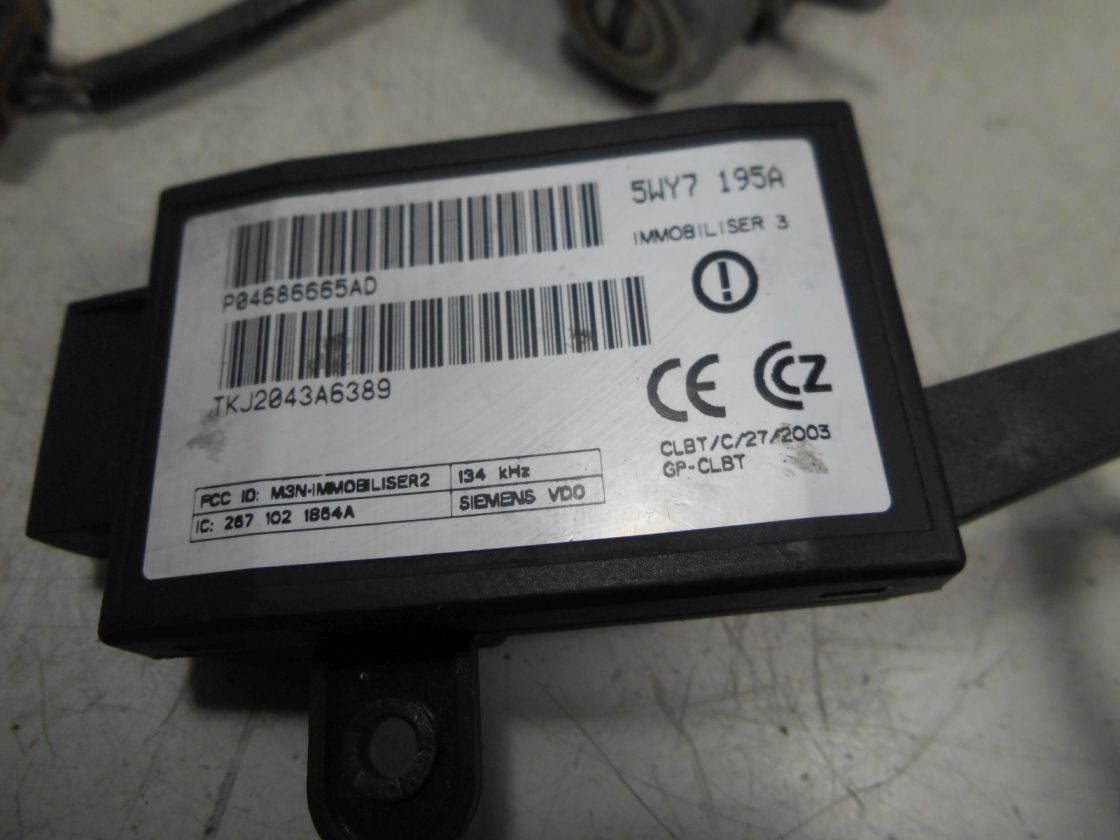 5WY7 195A
IMMOBILISER 3
P04686665AD
TKJ2043A6389
CE CCZ
CLBT/C/27/2003
GP-CLBT
FCC ID: M3N-IMMOBILISER2 134 kHz
IC: 267 102 1864A SIEMENS VDO